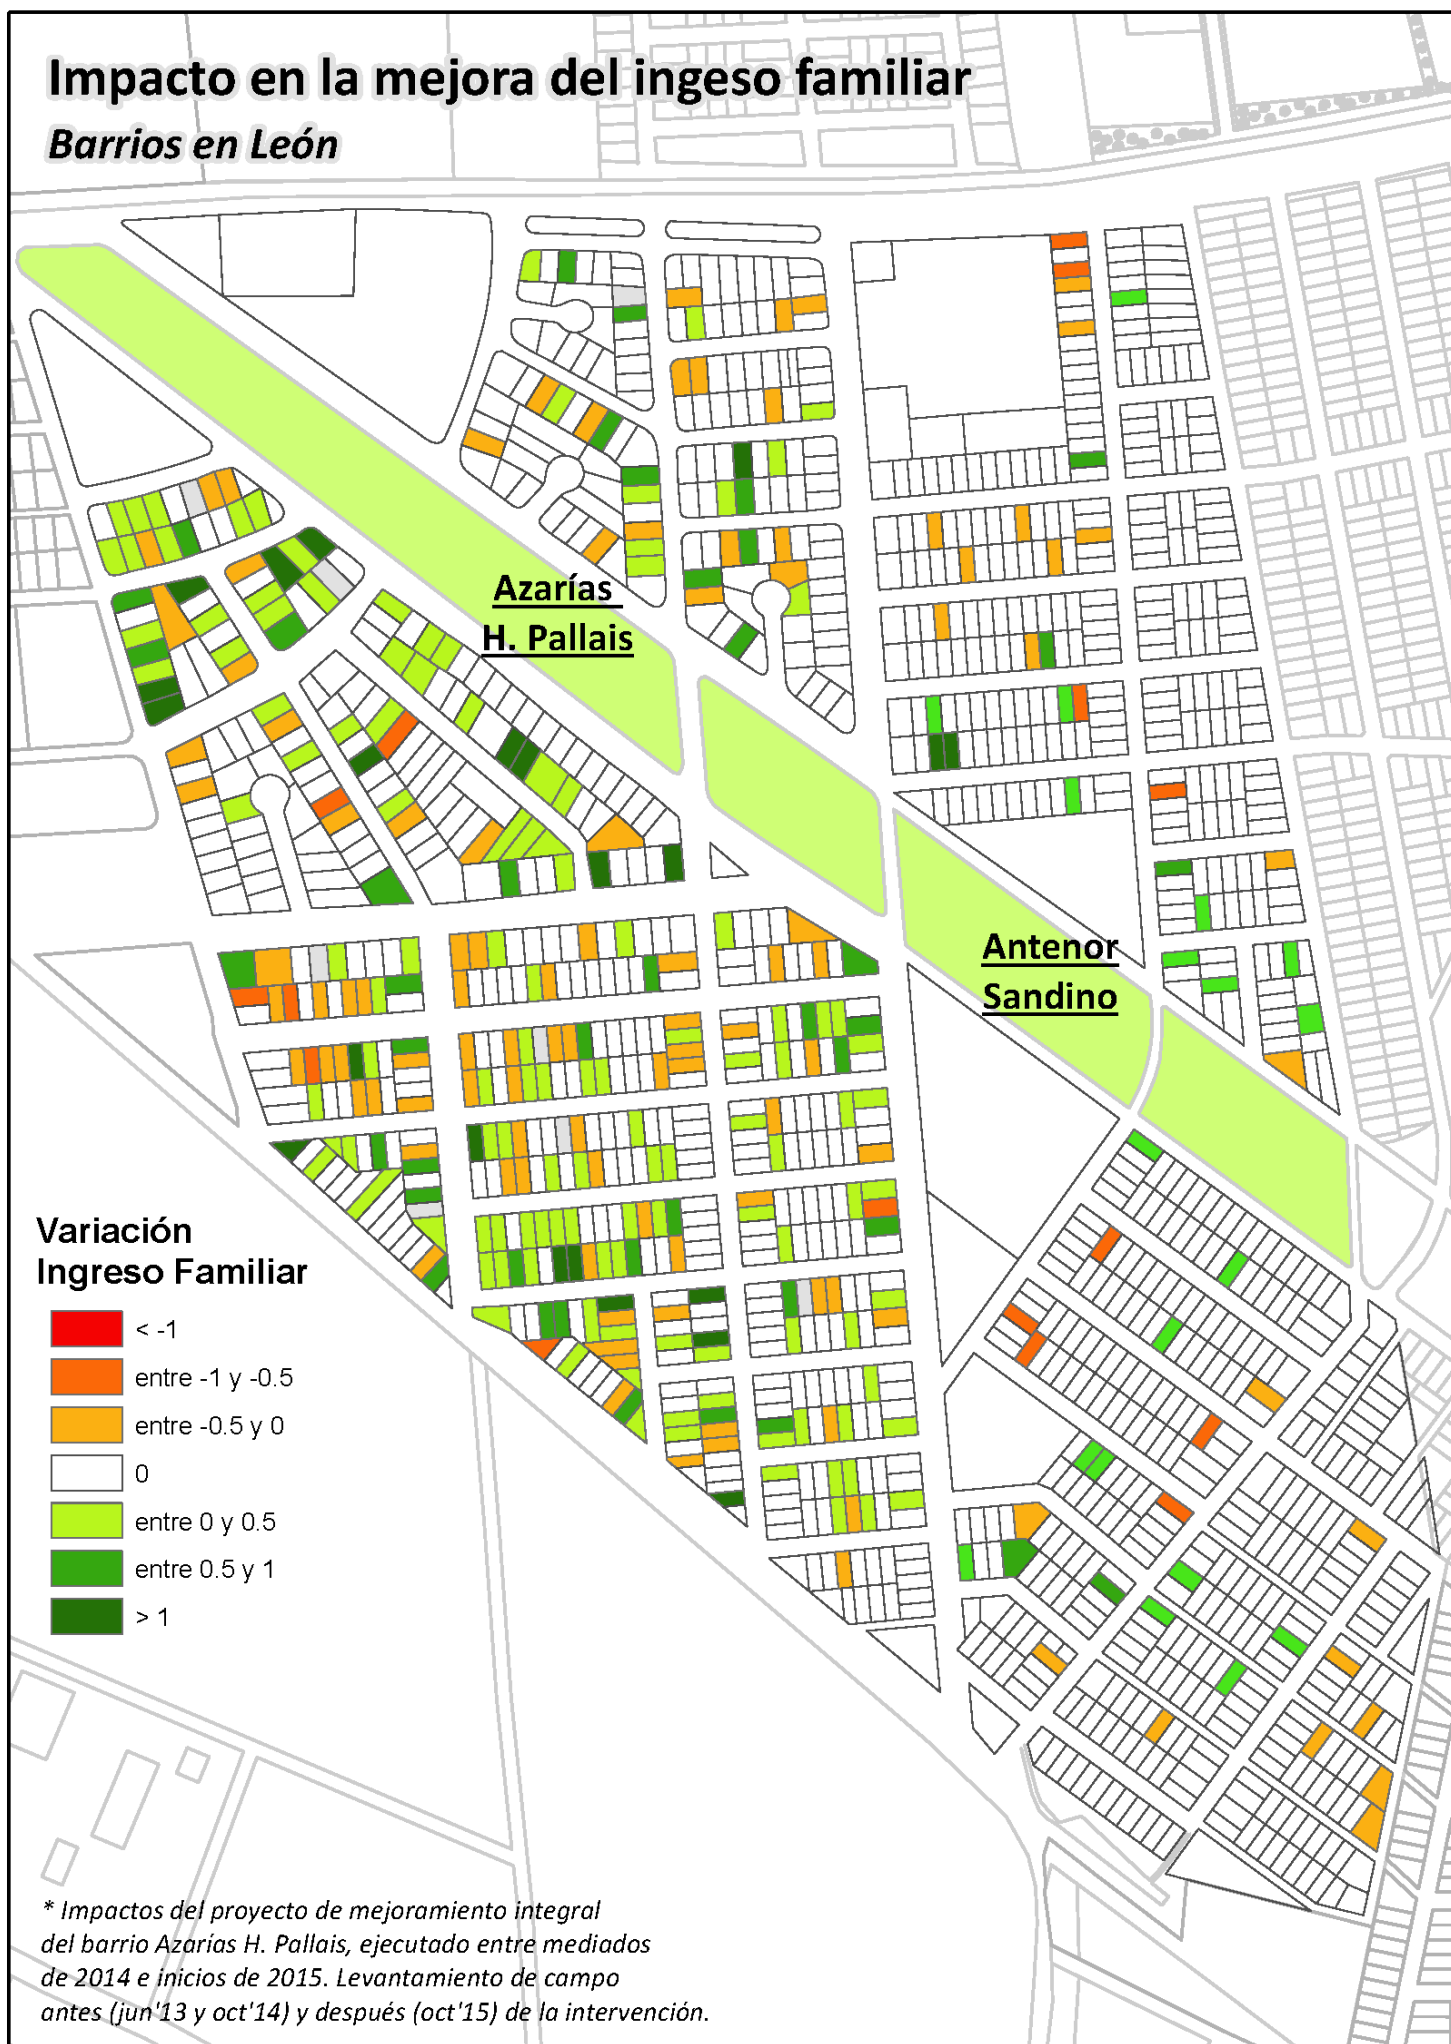 Impacto en la mejora del ingeso familiar
Barrios en León
Azarías
H. Pallais
Antenor
Sandino
Variación
Ingreso Familiar
< -1
entre -1 y -0.5
entre -0.5 y 0
0
entre 0 y 0.5
entre 0.5 y 1
> 1
* Impactos del proyecto de mejoramiento integral
del barrio Azarías H. Pallais, ejecutado entre mediados
de 2014 e inicios de 2015. Levantamiento de campo
antes (jun'13 y oct'14) y después (oct'15) de la intervención.